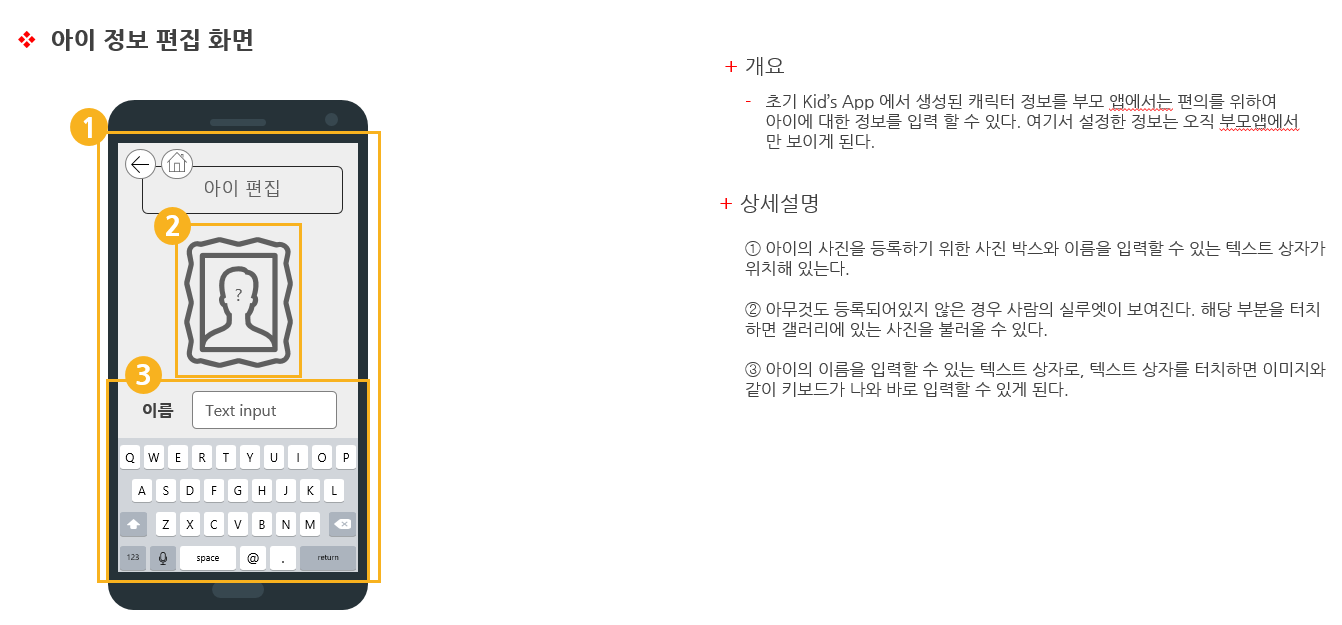 ❖ 아이 정보 편집 화면
+ 개요
- 초기 Kid's App 에서 생성된 캐릭터 정보를 부모 앱에서는 편의를 위하여
아이에 대한 정보를 입력 할 수 있다. 여기서 설정한 정보는 오직 부모앱에서
만 보이게 된다.
+ 상세설명
① 아이의 사진을 등록하기 위한 사진 박스와 이름을 입력할 수 있는 텍스트 상자가
위치해 있는다.
② 아무것도 등록되어있지 않은 경우 사람의 실루엣이 보여진다. 해당 부분을 터치
하면 갤러리에 있는 사진을 불러올 수 있다.
③ 아이의 이름을 입력할 수 있는 텍스트 상자로, 텍스트 상자를 터치하면 이미지와
같이 키보드가 나와 바로 입력할 수 있게 된다.
1
아이 편집
2
?
3
이름 Text input
Q W E R T Y U I O P
A S D F G H J K L
Z X C V B N M
123 space @ . return